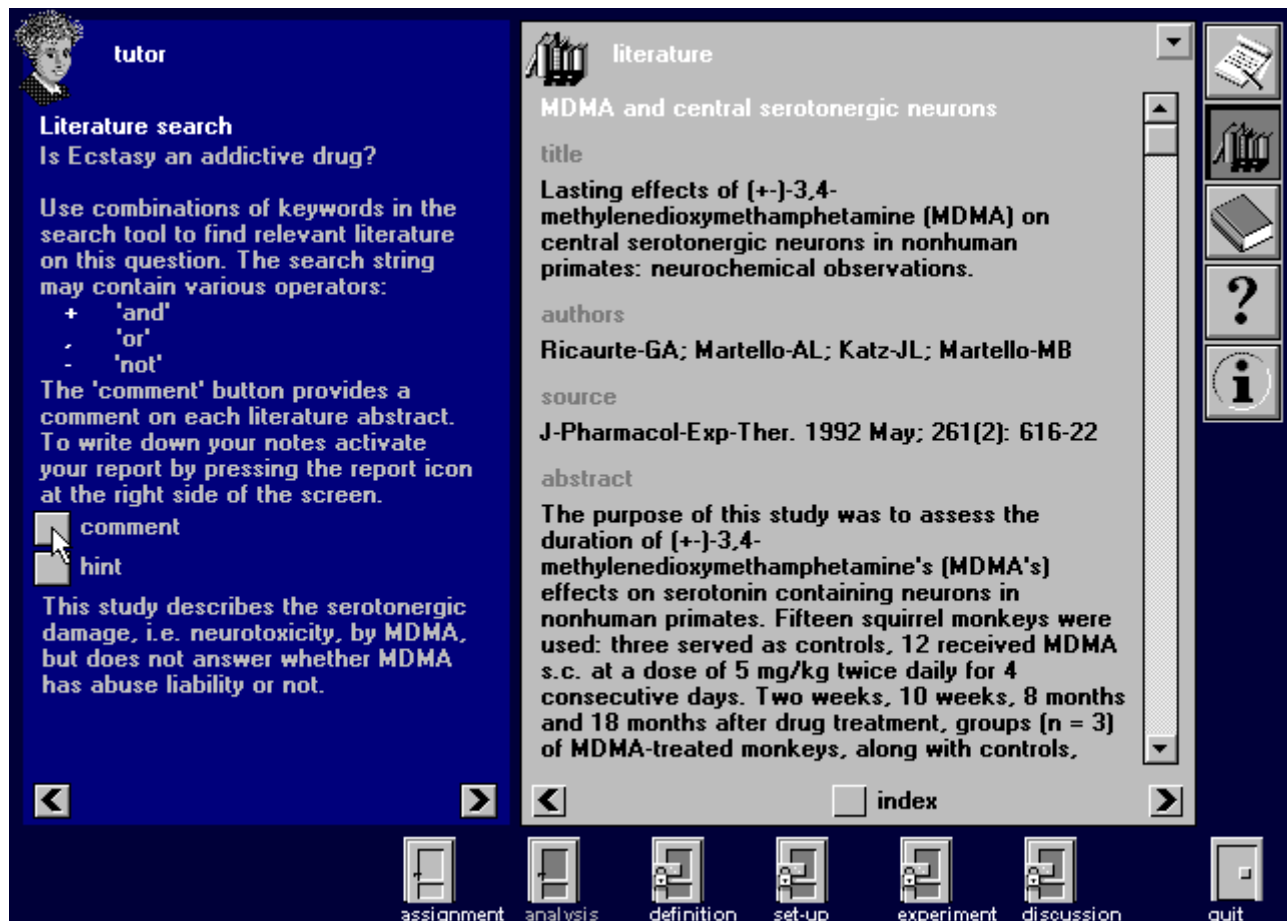 tutor
Literature search
Is Ecstasy an addictive drug?
Use combinations of keywords in the
search tool to find relevant literature
on this question. The search string
may contain various operators:
+ 'and'
, 'or'
- 'not'
The 'comment' button provides a
comment on each literature abstract.
To write down your notes activate
your report by pressing the report icon
at the right side of the screen.
comment
hint
This study describes the serotonergic
damage, i.e. neurotoxicity, by MDMA,
but does not answer whether MDMA
has abuse liability or not.
literature
MDMA and central serotonergic neurons
title
Lasting effects of (+-)-3,4-
methylenedioxymethamphetamine (MDMA) on
central serotonergic neurons in nonhuman
primates: neurochemical observations.
authors
Ricaurte-GA; Martello-AL; Katz-JL; Martello-MB
source
J-Pharmacol-Exp-Ther. 1992 May; 261(2): 616-22
abstract
The purpose of this study was to assess the
duration of (+-)-3,4-
methylenedioxymethamphetamine's (MDMA's)
effects on serotonin containing neurons in
nonhuman primates. Fifteen squirrel monkeys were
used: three served as controls, 12 received MDMA
s.c. at a dose of 5 mg/kg twice daily for 4
consecutive days. Two weeks, 10 weeks, 8 months
and 18 months after drug treatment, groups (n = 3)
of MDMA-treated monkeys, along with controls,
index
?
i
assignment analysis definition set-up experiment discussion quit